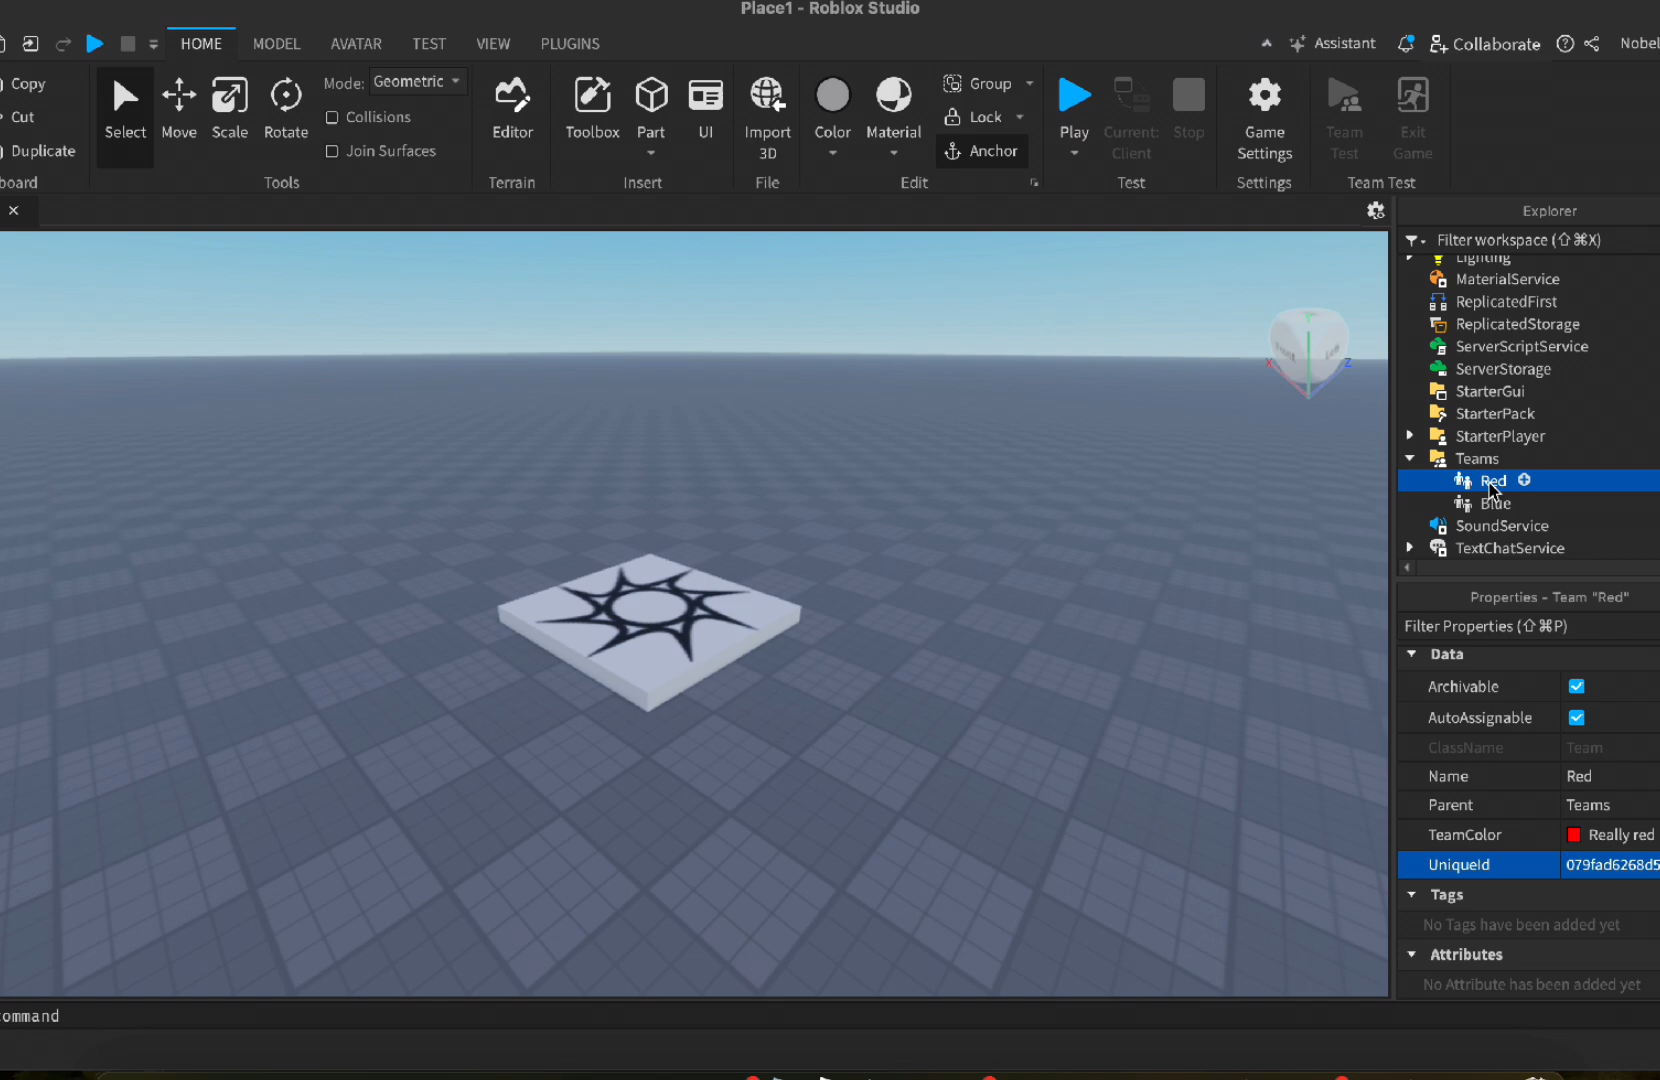 Place1 - Roblox Studio
HOME MODEL AVATAR TEST VIEW PLUGINS
Assistant
Collaborate
Nobel
Copy
Cut
Duplicate
board
Select
Move
Scale
Rotate
Mode: Geometric
Collisions
Join Surfaces
Tools
Editor
Terrain
Toolbox
Part
UI
Insert
Import
3D
File
Color
Material
Group
Lock
Anchor
Edit
Play
Current:
Client
Stop
Test
Game
Settings
Settings
Team
Test
Exit
Game
Team Test
Explorer
Filter workspace (⇧⌘X)
Lighting
MaterialService
ReplicatedFirst
ReplicatedStorage
ServerScriptService
ServerStorage
StarterGui
StarterPack
StarterPlayer
Teams
Red
Blue
SoundService
TextChatService
Y
X
Z
Properties - Team "Red"
Filter Properties (⇧⌘P)
Data
Archivable
AutoAssignable
ClassName Team
Name Red
Parent Teams
TeamColor Really red
UniqueId 079fad6268d5
Tags
No Tags have been added yet
Attributes
No Attribute has been added yet
ommand